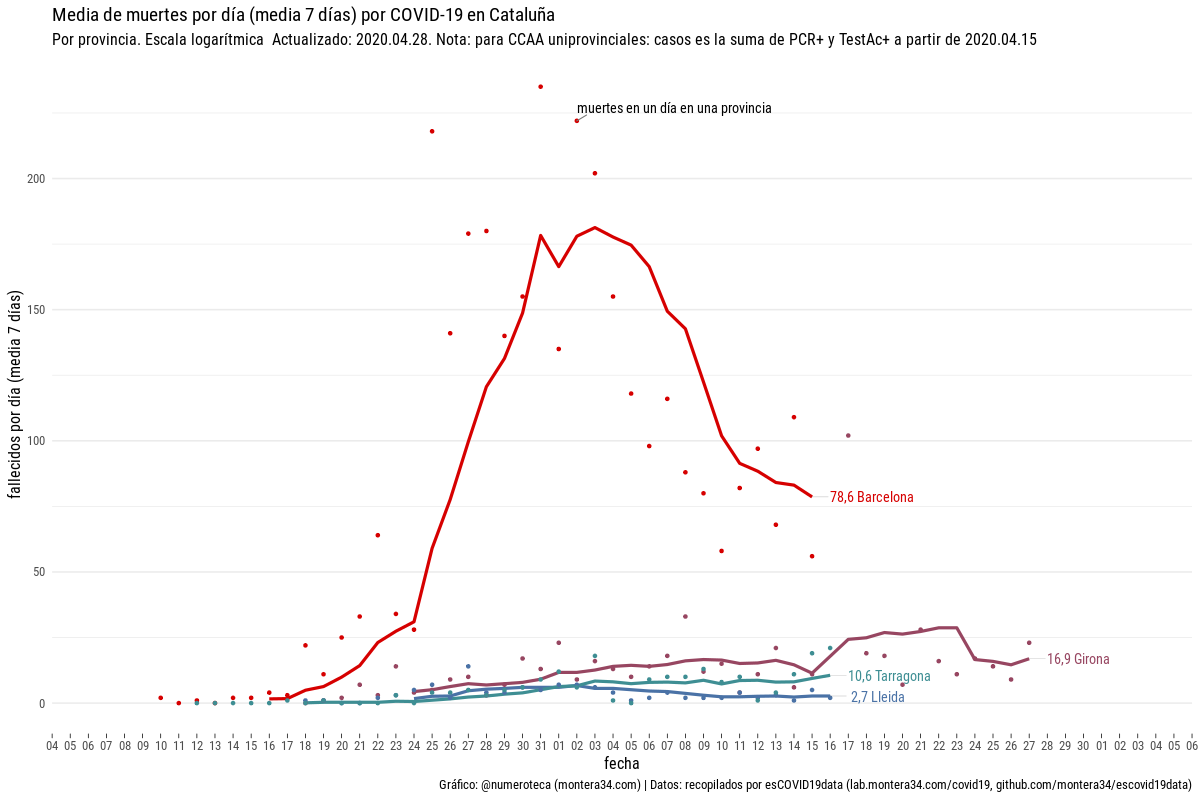 Media de muertes por día (media 7 días) por COVID-19 en Cataluña
Por provincia. Escala logarítmica  Actualizado: 2020.04.28. Nota: para CCAA uniprovinciales: casos es la suma de PCR+ y TestAc+ a partir de 2020.04.15
muertes en un día en una provincia
fallecidos por día (media  7 días)
200
150
100
50
0
78,6 Barcelona
16,9 Girona
10,6 Tarragona
2,7 Lleida
04 05 06 07 08 09 10 11 12 13 14 15 16 17 18 19 20 21 22 23 24 25 26 27 28 29 30 31 01 02 03 04 05 06 07 08 09 10 11 12 13 14 15 16 17 18 19 20 21 22 23 24 25 26 27 28 29 30 01 02 03 04 05 06
fecha
Gráfico: @numeroteca (montera34.com) | Datos: recopilados por esCOVID19data (lab.montera34.com/covid19, github.com/montera34/escovid19data)